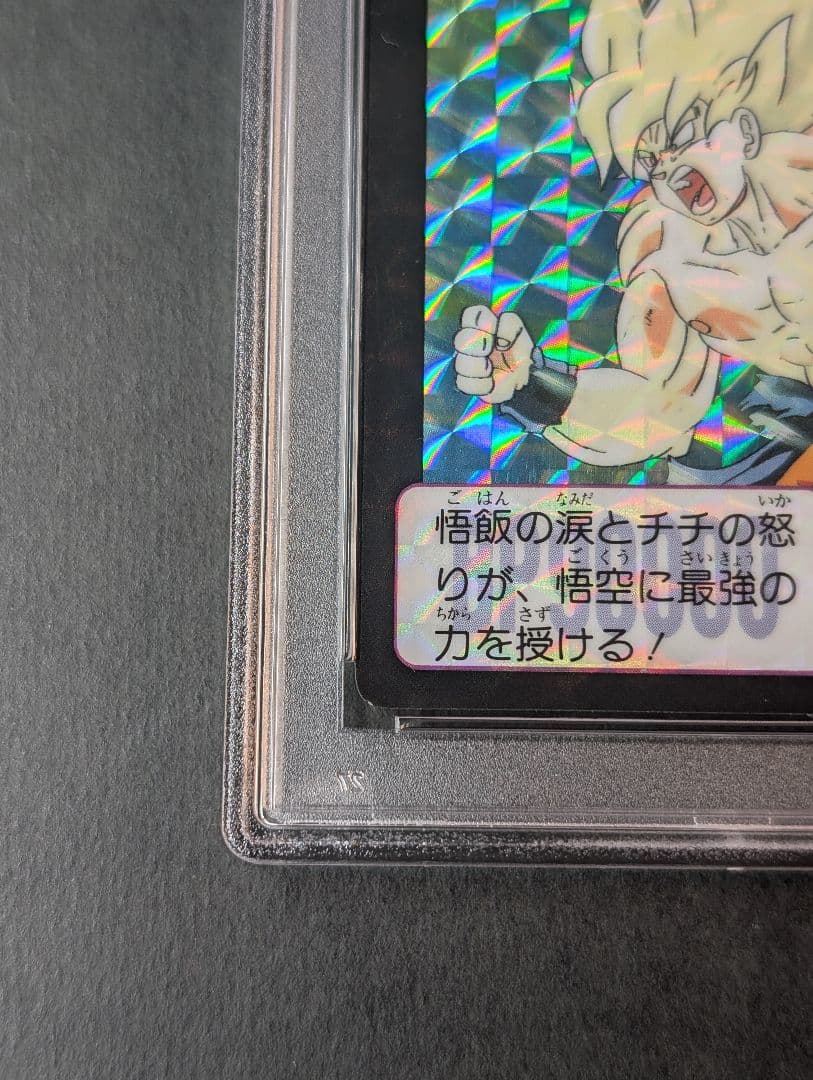 悟飯の涙とチチの怒
りが、悟空に最強の
力を授ける!